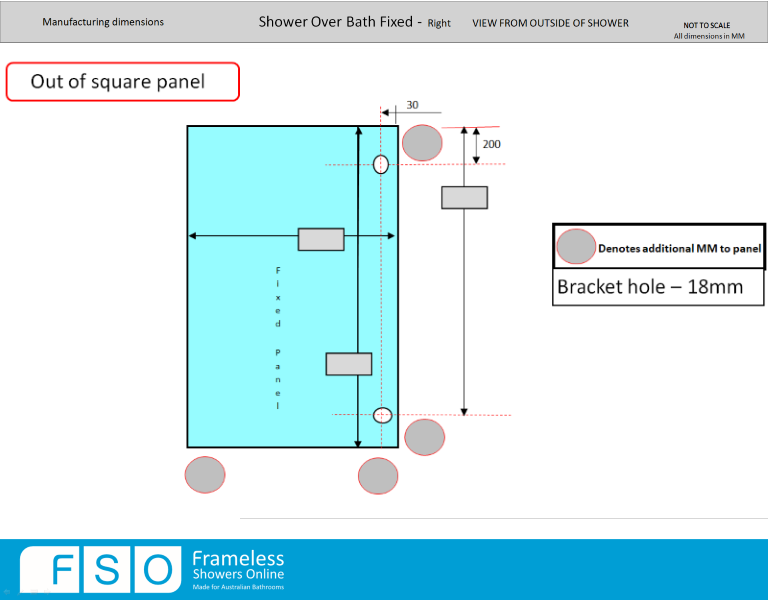 Manufacturing dimensions
Shower Over Bath Fixed - Right
VIEW FROM OUTSIDE OF SHOWER
NOT TO SCALE
All dimensions in MM
Out of square panel
30
200
Fixed Panel
Denotes additional MM to panel
Bracket hole – 18mm
FSO
Frameless
Showers Online
Made for Australian Bathrooms